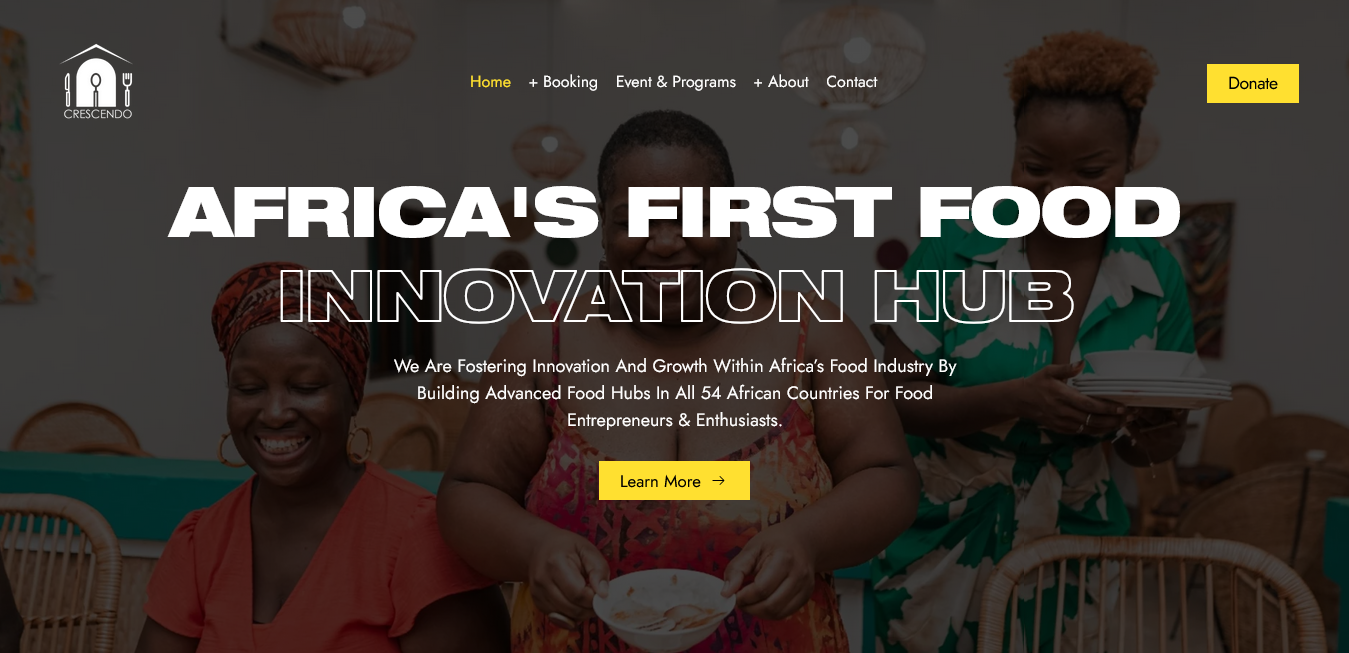 CRESCENDO
Home + Booking Event & Programs + About Contact
Donate
AFRICA'S FIRST FOOD
INNOVATION HUB
We Are Fostering Innovation And Growth Within Africa’s Food Industry By
Building Advanced Food Hubs In All 54 African Countries For Food
Entrepreneurs & Enthusiasts.
Learn More →